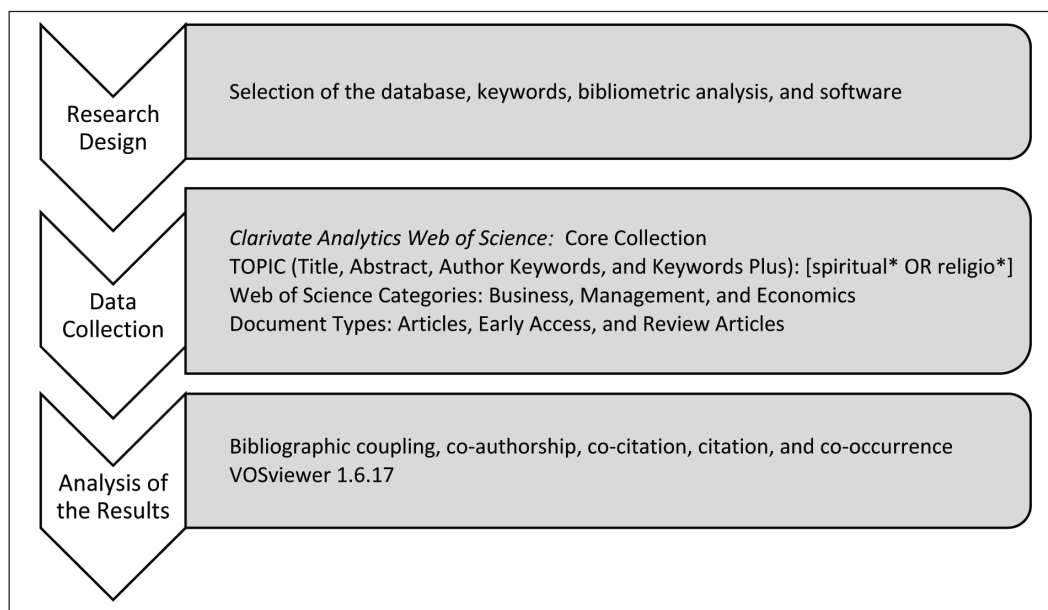 Research
Design
Selection of the database, keywords, bibliometric analysis, and software
Data
Collection
Clarivate Analytics Web of Science: Core Collection
TOPIC (Title, Abstract, Author Keywords, and Keywords Plus): [spiritual* OR religio*]
Web of Science Categories: Business, Management, and Economics
Document Types: Articles, Early Access, and Review Articles
Analysis of
the Results
Bibliographic coupling, co-authorship, co-citation, citation, and co-occurrence
VOSviewer 1.6.17